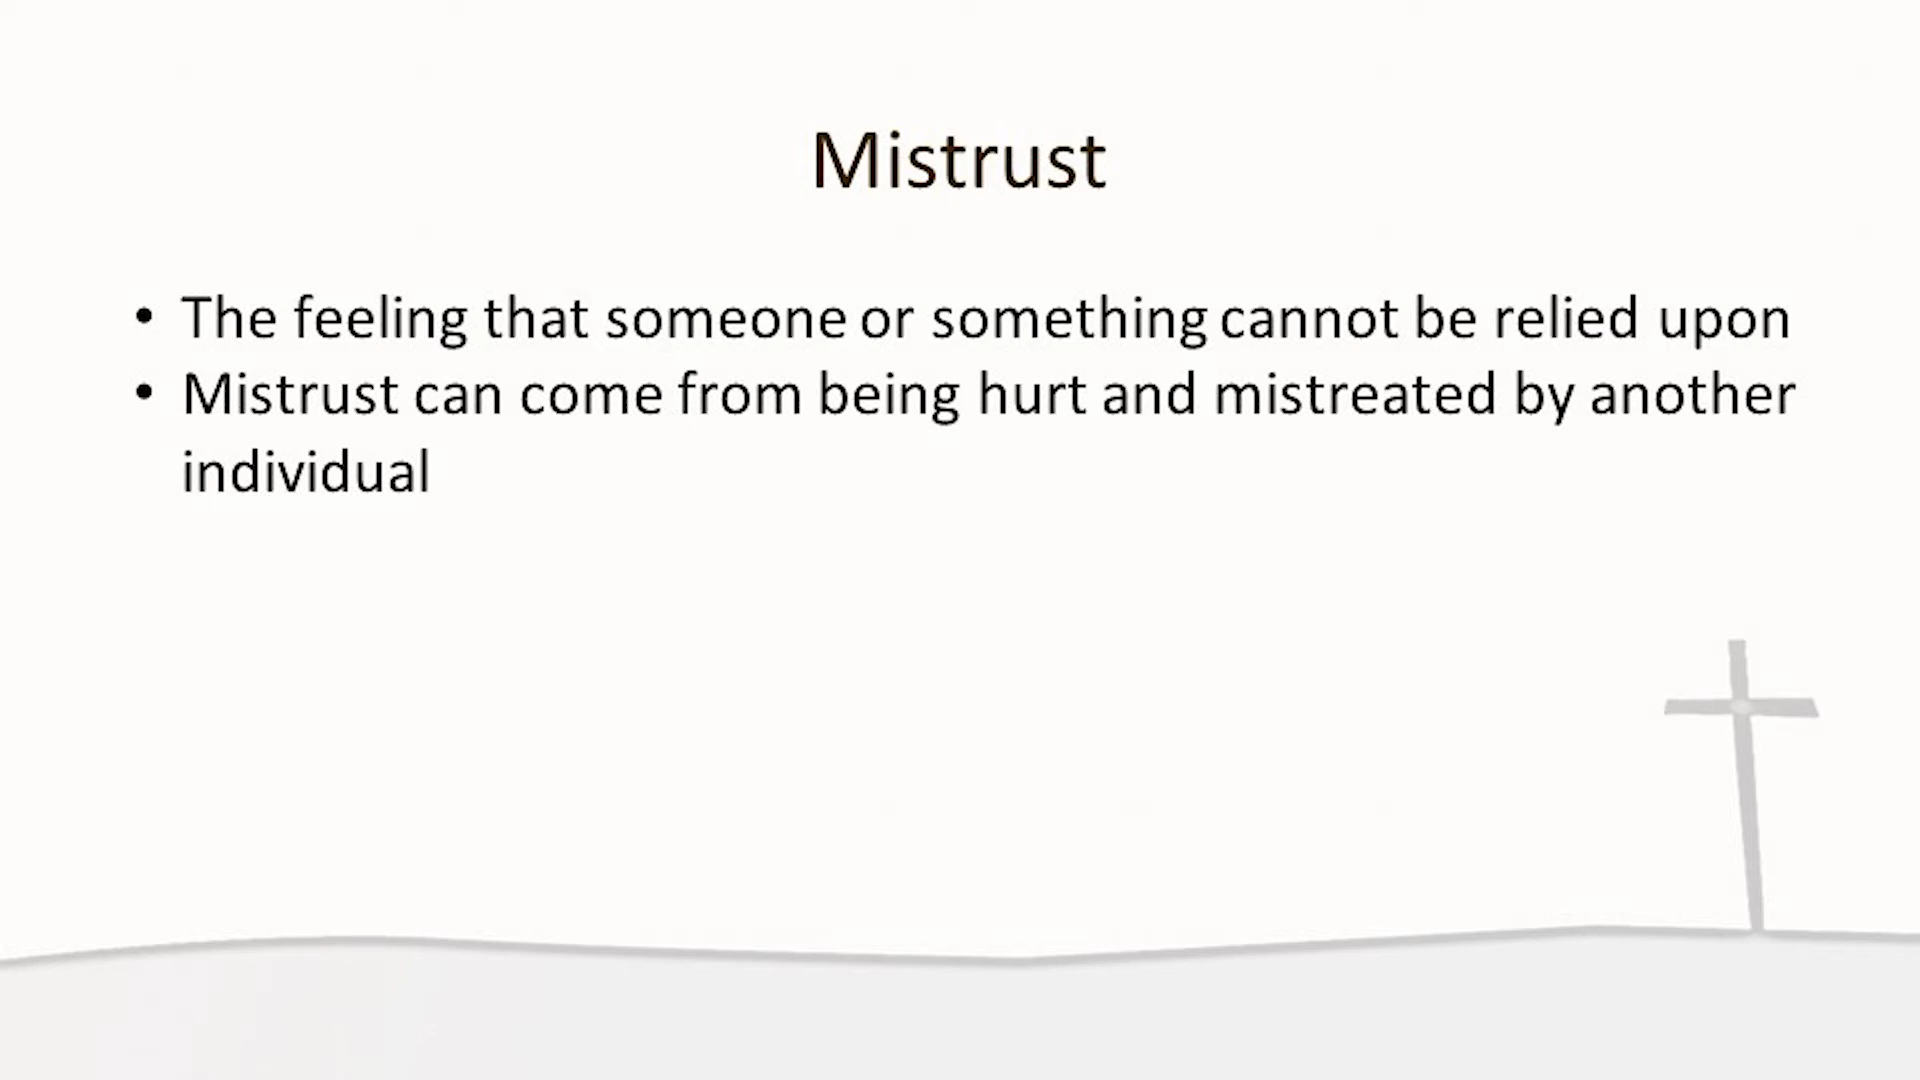 Mistrust
• The feeling that someone or something cannot be relied upon
• Mistrust can come from being hurt and mistreated by another
individual